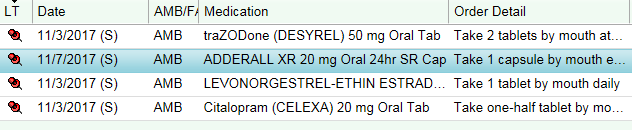 LT Date AMB/FA Medication Order Detail
11/3/2017 (S) AMB traZODone (DESYREL) 50 mg Oral Tab Take 2 tablets by mouth at...
11/7/2017 (S) AMB ADDERALL XR 20 mg Oral 24hr SR Cap Take 1 capsule by mouth e...
11/3/2017 (S) AMB LEVONORGESTREL-ETHIN ESTRAD... Take 1 tablet by mouth daily
11/3/2017 (S) AMB Citalopram (CELEXA) 20 mg Oral Tab Take one-half tablet by mo...